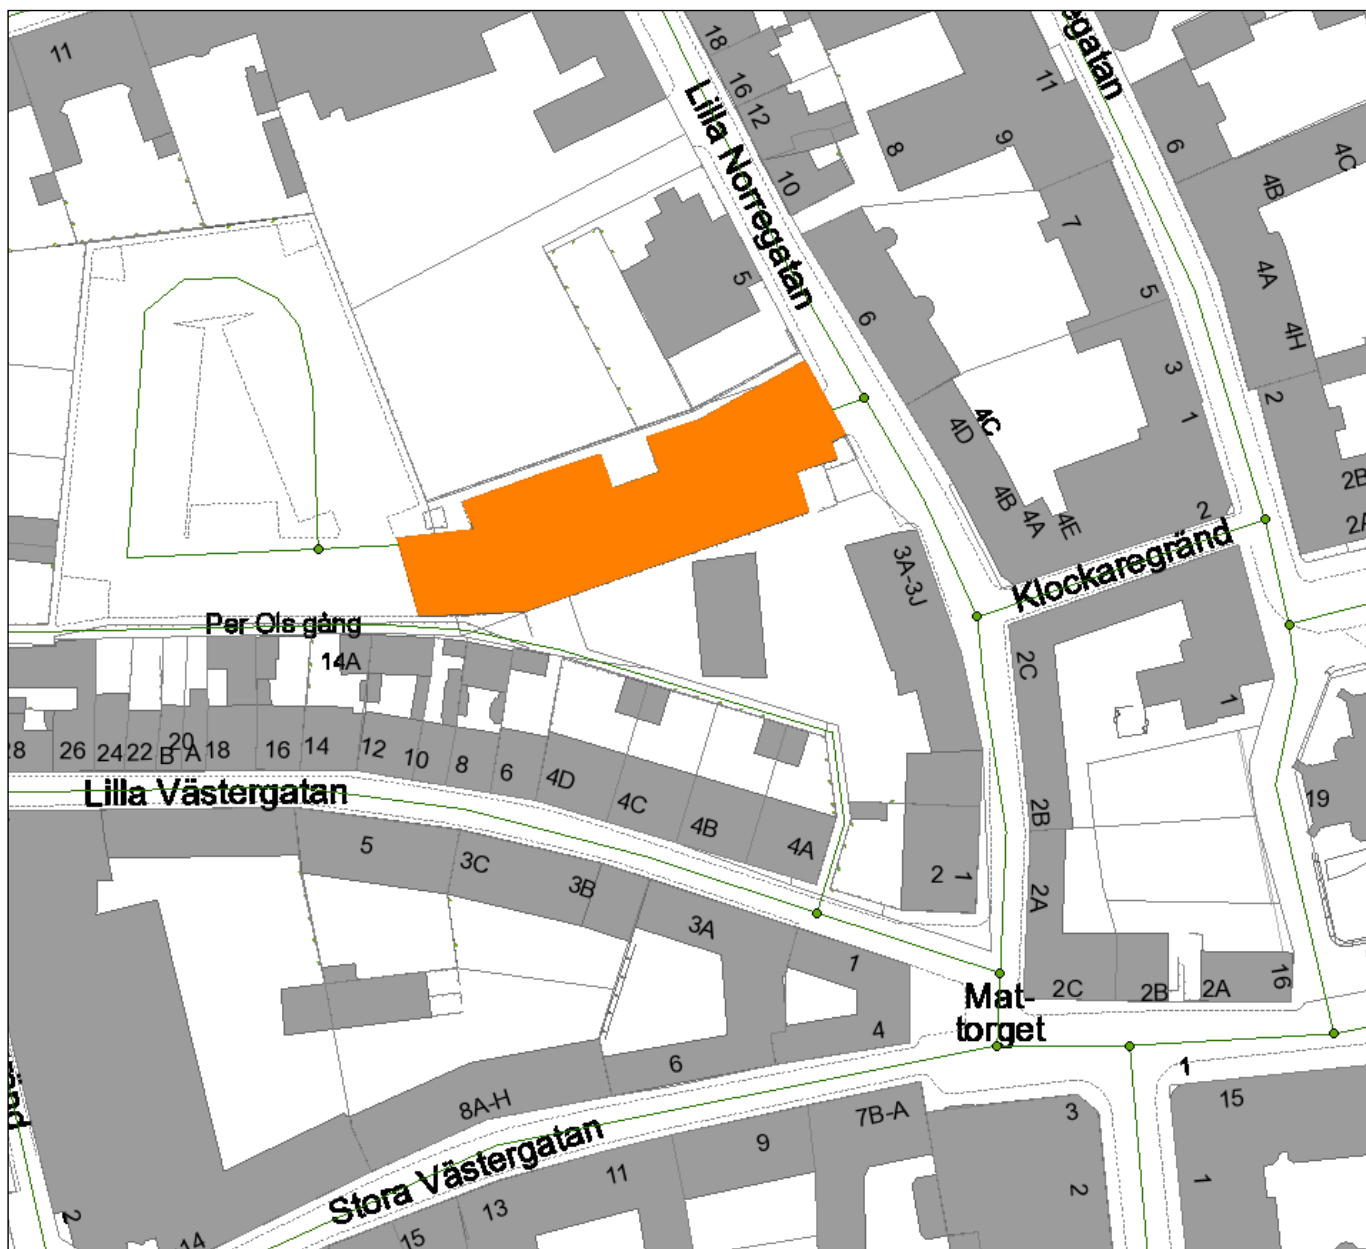 11
18
16
12
10
Lilla Norregatan
egatan
11
9
8
6
4C
4B
7
4A
5
5
6
4H
3
2
1
4C
4D
4B
4A
4E
2
2B
2A
Klockaregränd
3A-3J
Per Ols gång
14A
2C
1
28
26
24
22
B
20
A
18
16
14
12
10
8
6
4D
4C
4B
4A
Lilla Västergatan
19
2B
2A
2
1
5
3C
3B
3A
1
4
6
8A-H
Mat-
torget
2C
2B
2A
16
1
15
3
7B-A
9
11
13
15
14
2
2
1
Stora Västergatan